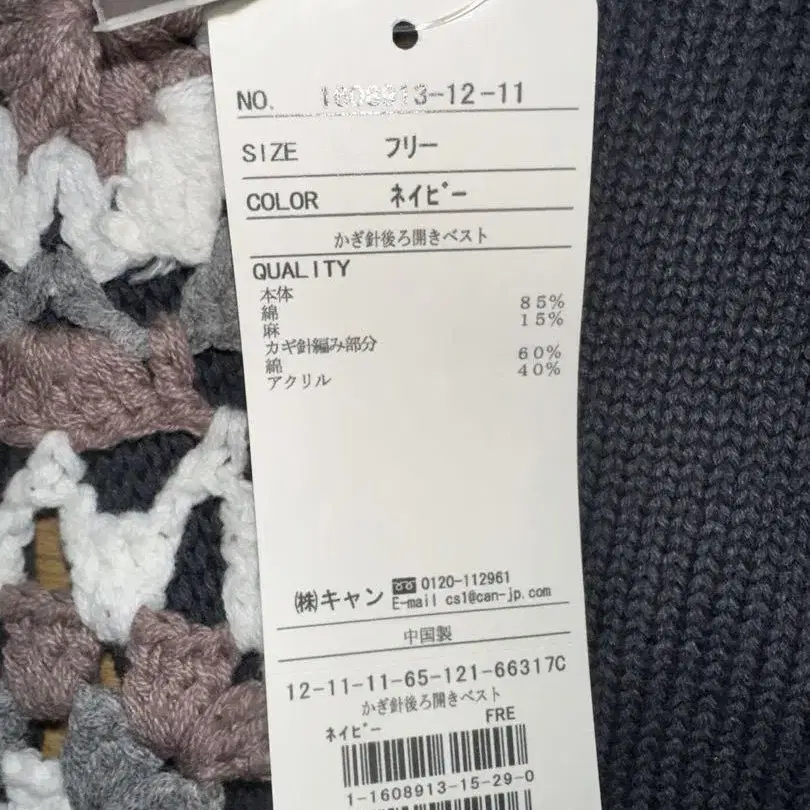 NO. 1608913-12-11
SIZE フリー
COLOR ネイビー
かぎ針後ろ開きベスト
QUALITY
本体
綿 85%
麻 15%
カギ針編み部分
綿 60%
アクリル 40%
㈱キャン 0120-112961
E-mail cs1@can-jp.com
中国製
12-11-11-65-121-66317C
かぎ針後ろ開きベスト
ネイビー FRE
1-1608913-15-29-0